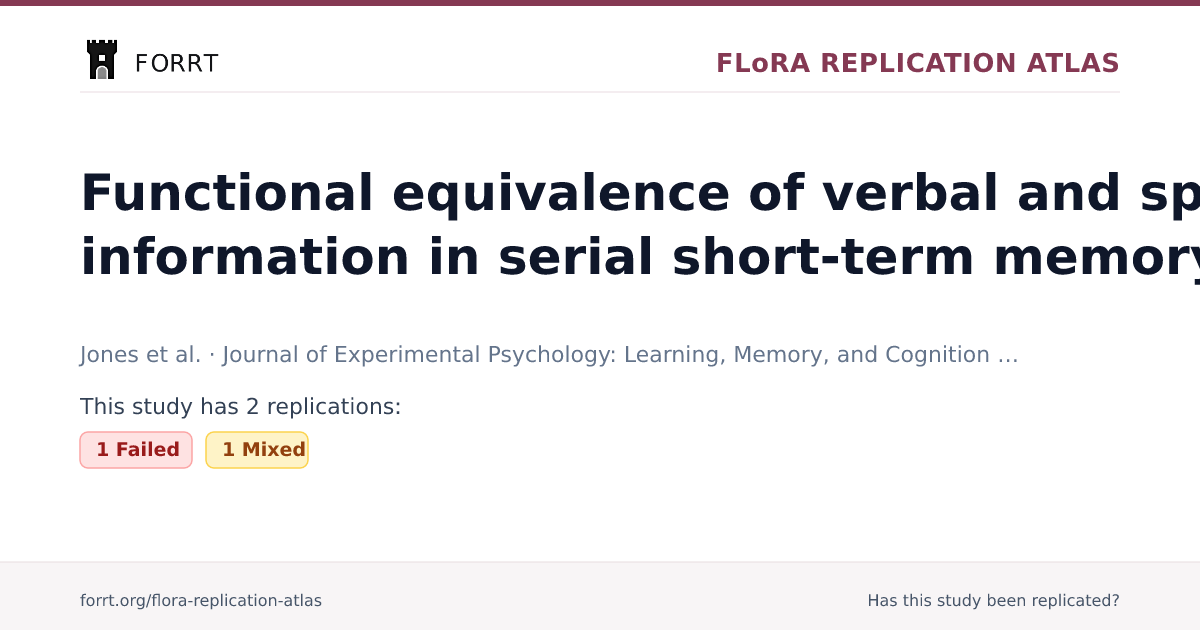 FORRT
FLoRA REPLICATION ATLAS
Functional equivalence of verbal and sp
information in serial short-term memory
Jones et al. · Journal of Experimental Psychology: Learning, Memory, and Cognition ...
This study has 2 replications:
1 Failed
1 Mixed
forrt.org/flora-replication-atlas
Has this study been replicated?